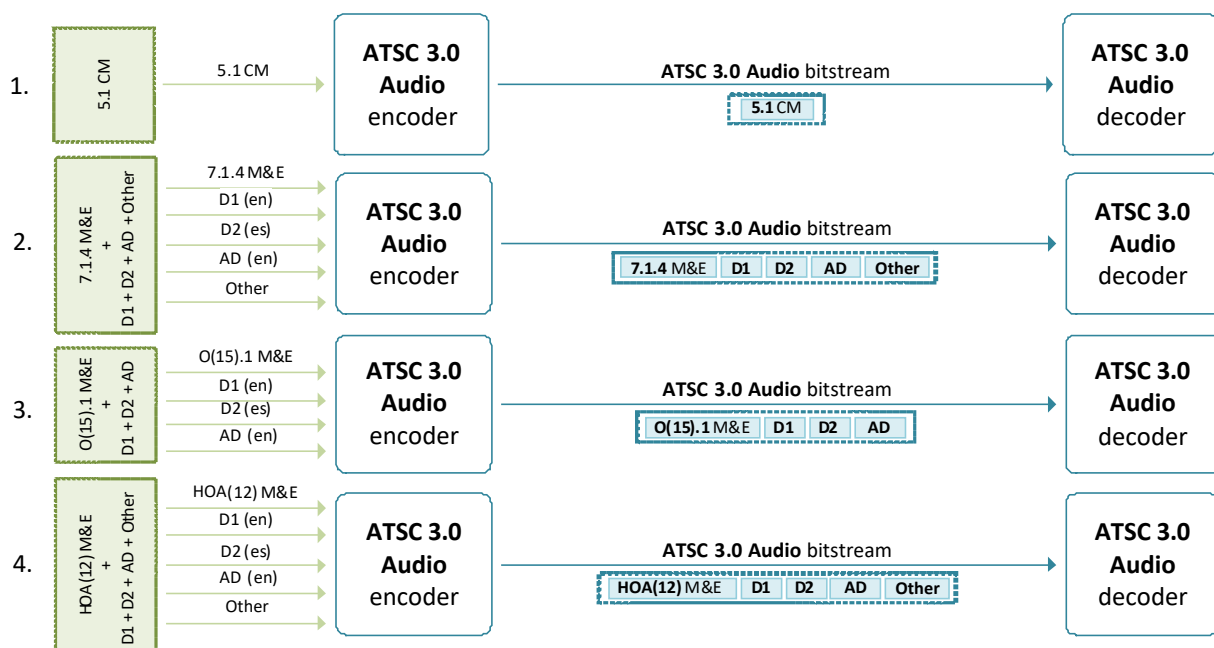 1.
5.1 CM
5.1 CM
ATSC 3.0
Audio
encoder
ATSC 3.0 Audio bitstream
5.1 CM
ATSC 3.0
Audio
decoder
2.
7.1.4 M&E
+
D1 + D2 + AD + Other
7.1.4 M&E
D1 (en)
D2 (es)
AD (en)
Other
ATSC 3.0
Audio
encoder
ATSC 3.0 Audio bitstream
7.1.4 M&E D1 D2 AD Other
ATSC 3.0
Audio
decoder
3.
O(15).1 M&E
+
D1 + D2 + AD
O(15).1 M&E
D1 (en)
D2 (es)
AD (en)
ATSC 3.0
Audio
encoder
ATSC 3.0 Audio bitstream
O(15).1 M&E D1 D2 AD
ATSC 3.0
Audio
decoder
4.
HOA(12) M&E
+
D1 + D2 + AD + Other
HOA(12) M&E
D1 (en)
D2 (es)
AD (en)
Other
ATSC 3.0
Audio
encoder
ATSC 3.0 Audio bitstream
HOA(12) M&E D1 D2 AD Other
ATSC 3.0
Audio
decoder